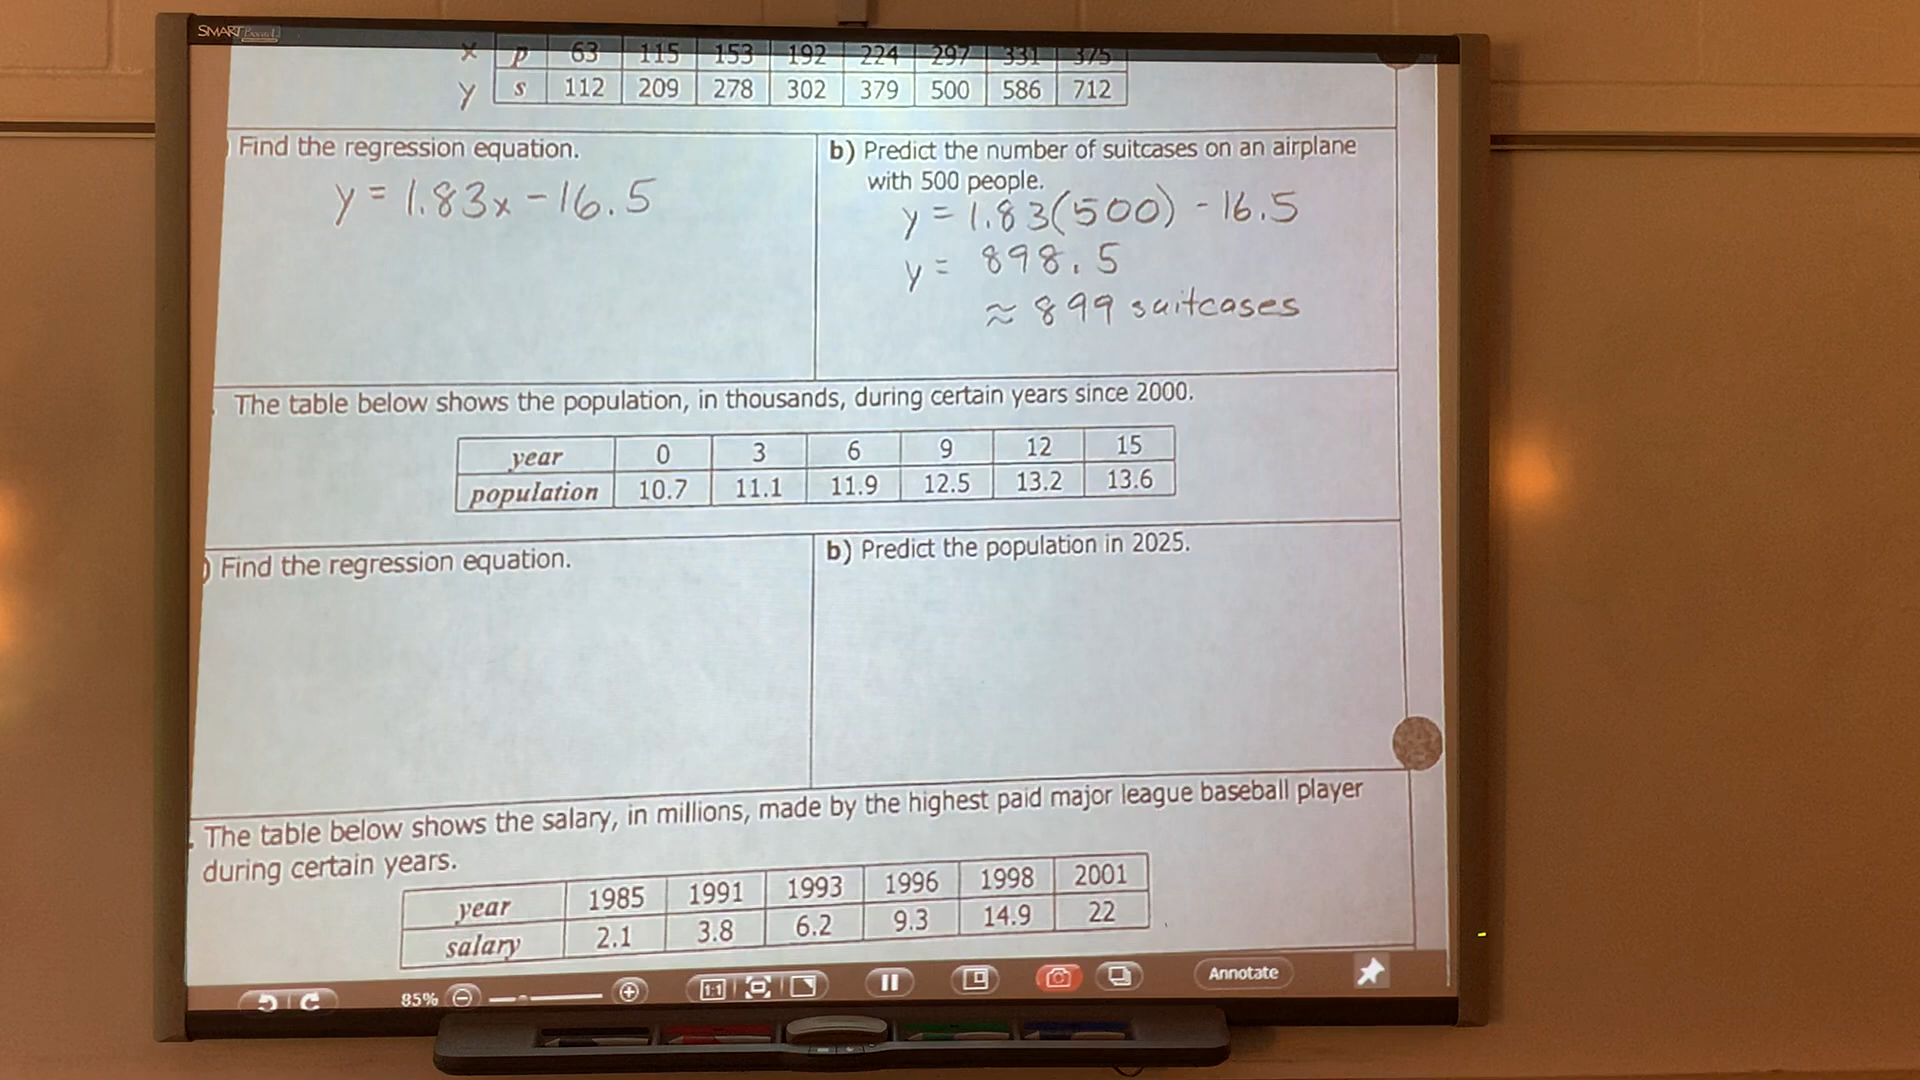 SMART Board
x p 63 115 153 192 224 297 331 375
y s 112 209 278 302 379 500 586 712
) Find the regression equation.
y = 1.83x - 16.5
b) Predict the number of suitcases on an airplane
with 500 people.
y = 1.83(500) - 16.5
y = 898.5
≈ 899 suitcases
. The table below shows the population, in thousands, during certain years since 2000.
year 0 3 6 9 12 15
population 10.7 11.1 11.9 12.5 13.2 13.6
) Find the regression equation.
b) Predict the population in 2025.
. The table below shows the salary, in millions, made by the highest paid major league baseball player
during certain years.
year 1985 1991 1993 1996 1998 2001
salary 2.1 3.8 6.2 9.3 14.9 22
85% 1:1 Annotate